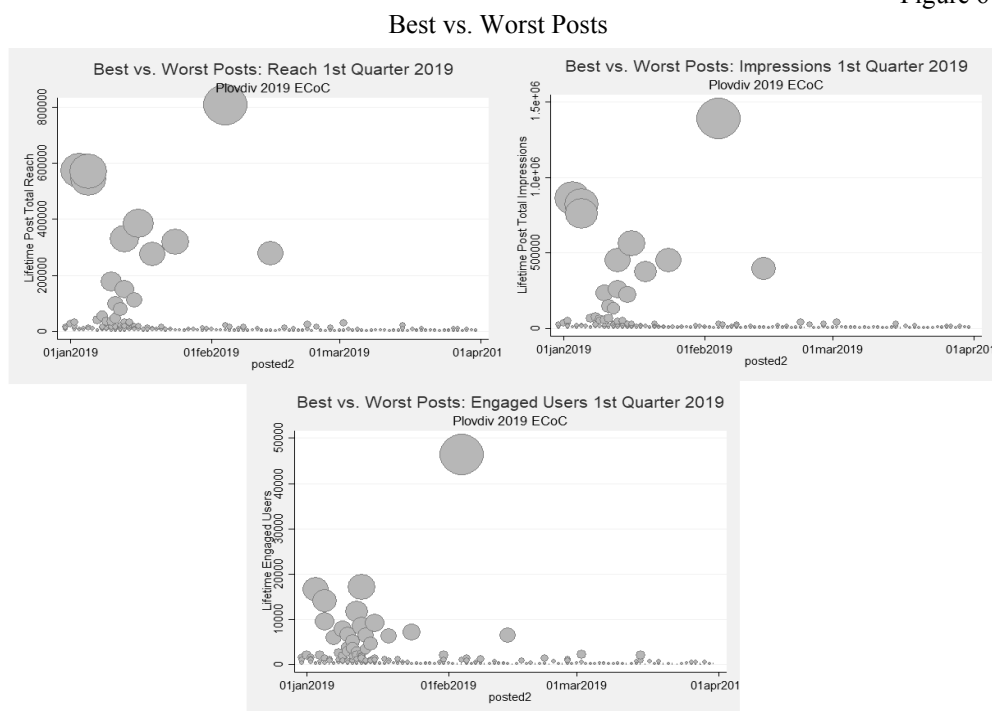 Figure 6
Best vs. Worst Posts
Best vs. Worst Posts: Reach 1st Quarter 2019
Plovdiv 2019 ECoC
Lifetime Post Total Reach
800000
600000
400000
200000
0
01jan2019
01feb2019
01mar2019
01apr201
posted2
Best vs. Worst Posts: Impressions 1st Quarter 2019
Plovdiv 2019 ECoC
Lifetime Post Total Impressions
1.5e+06
1.0e+06
500000
0
01jan2019
01feb2019
01mar2019
01apr201
posted2
Best vs. Worst Posts: Engaged Users 1st Quarter 2019
Plovdiv 2019 ECoC
Lifetime Engaged Users
50000
40000
30000
20000
10000
0
01jan2019
01feb2019
01mar2019
01apr201
posted2